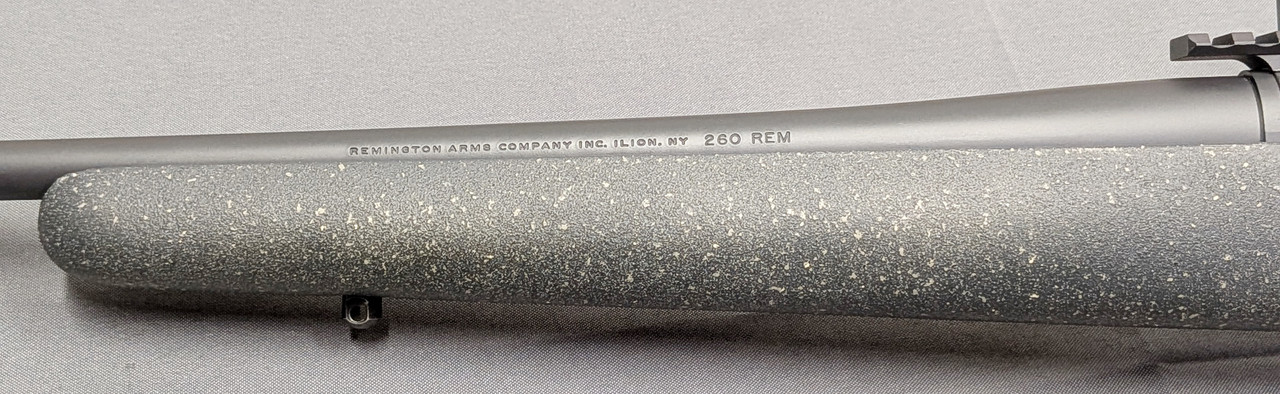 REMINGTON ARMS COMPANY INC. ILION, NY 260 REM